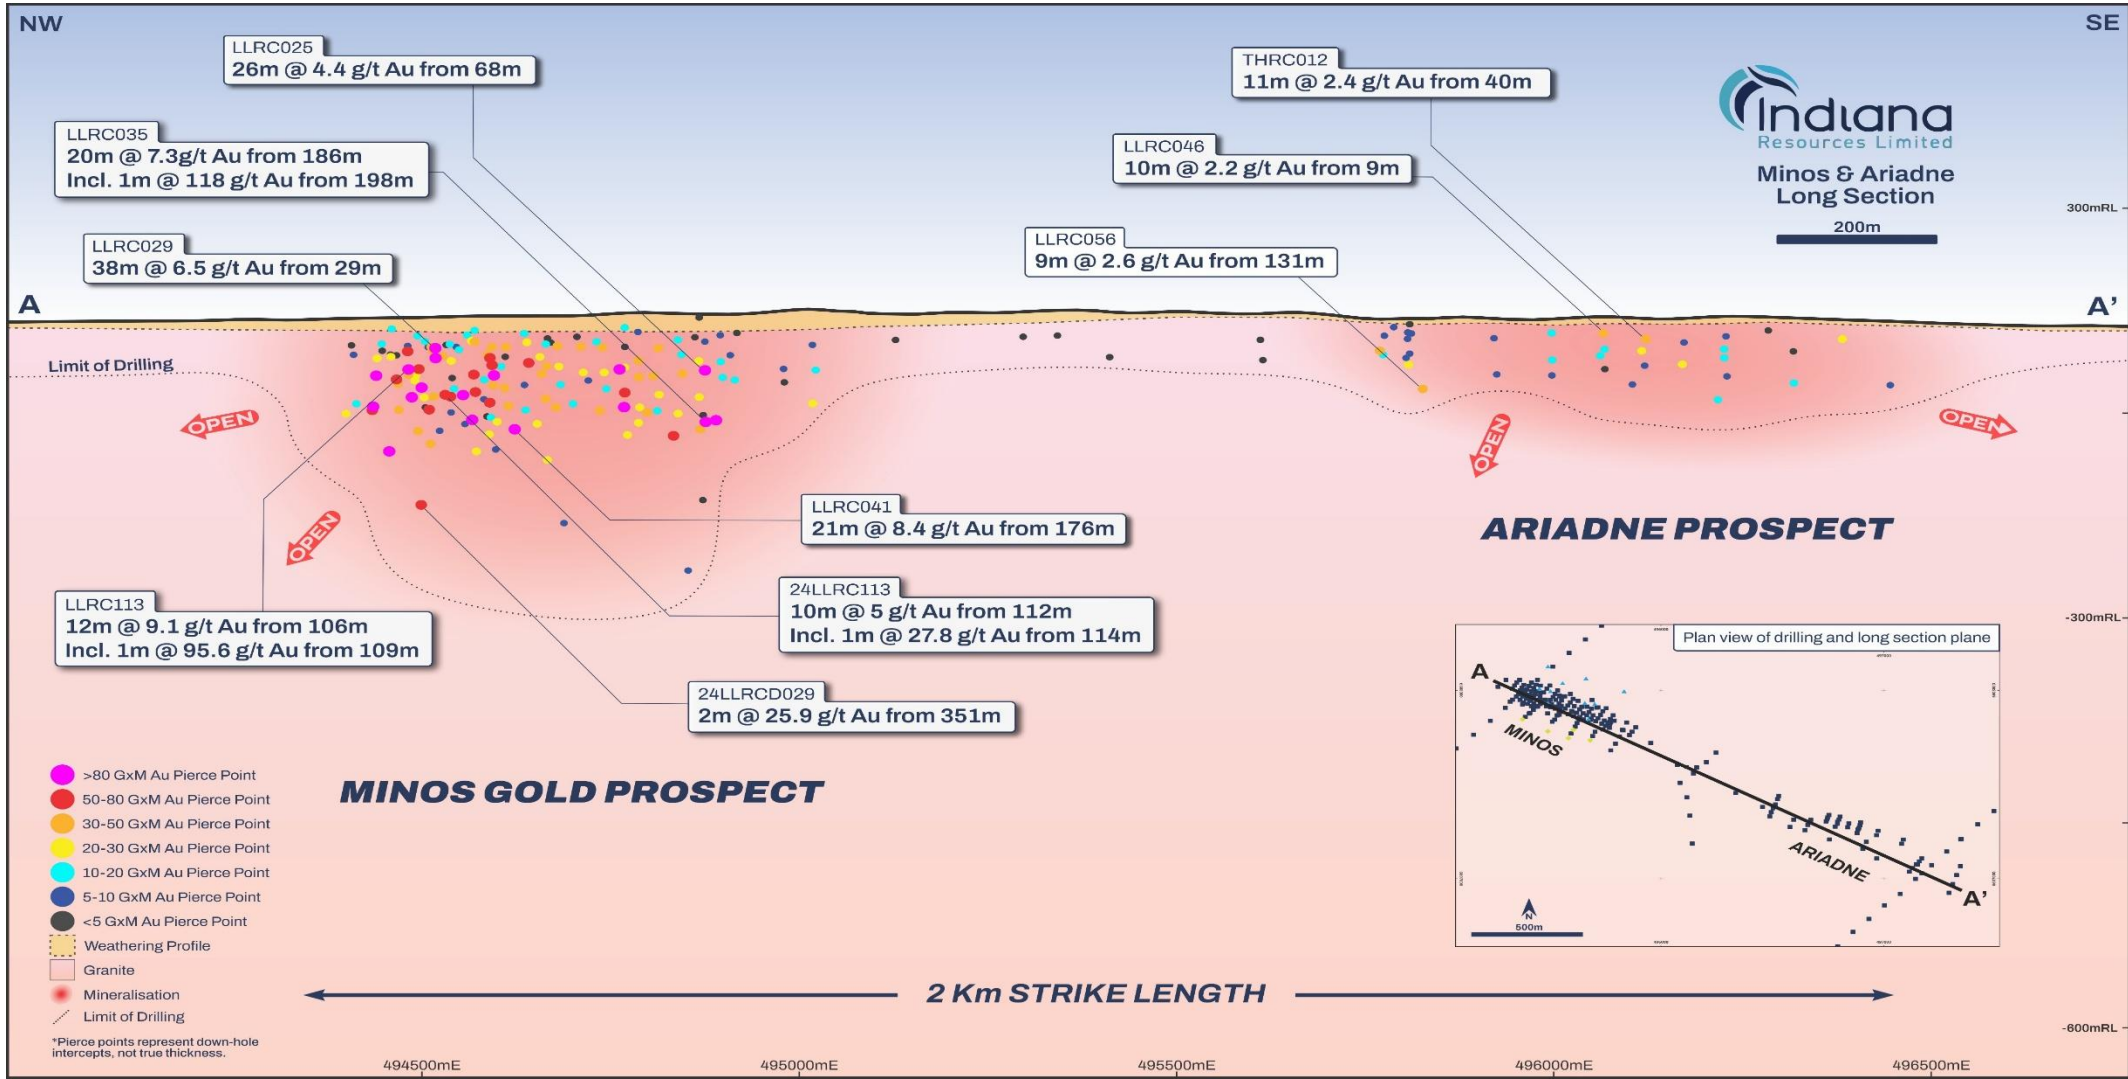 NW
SE
LLRC025
26m @ 4.4 g/t Au from 68m
THRC012
11m @ 2.4 g/t Au from 40m
Indiana
Resources Limited
Minos & Ariadne
Long Section
200m
LLRC035
20m @ 7.3g/t Au from 186m
Incl. 1m @ 118 g/t Au from 198m
LLRC046
10m @ 2.2 g/t Au from 9m
300mRL
LLRC029
38m @ 6.5 g/t Au from 29m
LLRC056
9m @ 2.6 g/t Au from 131m
A
A’
Limit of Drilling
OPEN
OPEN
OPEN
OPEN
LLRC041
21m @ 8.4 g/t Au from 176m
ARIADNE PROSPECT
LLRC113
12m @ 9.1 g/t Au from 106m
Incl. 1m @ 95.6 g/t Au from 109m
24LLRC113
10m @ 5 g/t Au from 112m
Incl. 1m @ 27.8 g/t Au from 114m
-300mRL
24LLRCD029
2m @ 25.9 g/t Au from 351m
Plan view of drilling and long section plane
A
MINOS
ARIADNE
A’
N
500m
MINOS GOLD PROSPECT
>80 GxM Au Pierce Point
50-80 GxM Au Pierce Point
30-50 GxM Au Pierce Point
20-30 GxM Au Pierce Point
10-20 GxM Au Pierce Point
5-10 GxM Au Pierce Point
<5 GxM Au Pierce Point
Weathering Profile
Granite
Mineralisation
Limit of Drilling
*Pierce points represent down-hole
intercepts, not true thickness.
2 Km STRIKE LENGTH
-600mRL
494500mE
495000mE
495500mE
496000mE
496500mE